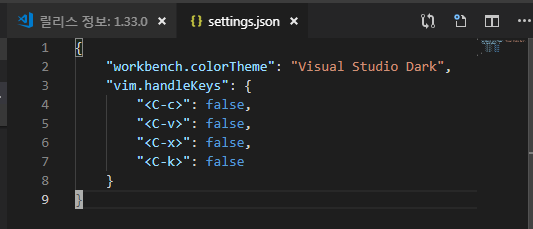 릴리스 정보: 1.33.0
{} settings.json
1 {
2 "workbench.colorTheme": "Visual Studio Dark",
3 "vim.handleKeys": {
4 "<C-c>": false,
5 "<C-v>": false,
6 "<C-x>": false,
7 "<C-k>": false
8 }
9 }